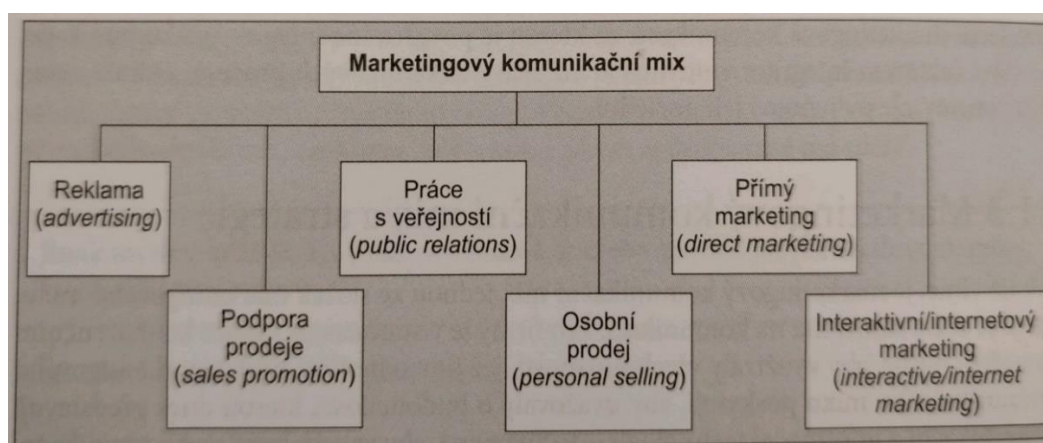 Marketingový komunikační mix
Reklama
(advertising)
Práce
s veřejností
(public relations)
Přímý
marketing
(direct marketing)
Podpora
prodeje
(sales promotion)
Osobní
prodej
(personal selling)
Interaktivní/internetový
marketing
(interactive/internet
marketing)